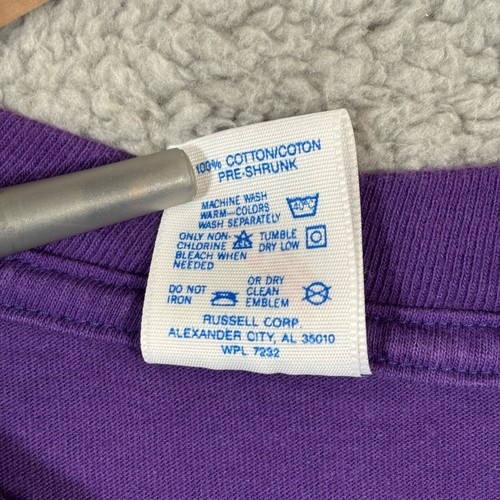 100% COTTON/COTON
PRE-SHRUNK
MACHINE WASH
WARM—COLORS
WASH SEPARATELY
40°C
ONLY NON-
CHLORINE
BLEACH WHEN
NEEDED
TUMBLE
DRY LOW
DO NOT
IRON
OR DRY
CLEAN
EMBLEM
RUSSELL CORP.
ALEXANDER CITY, AL 35010
WPL 7232